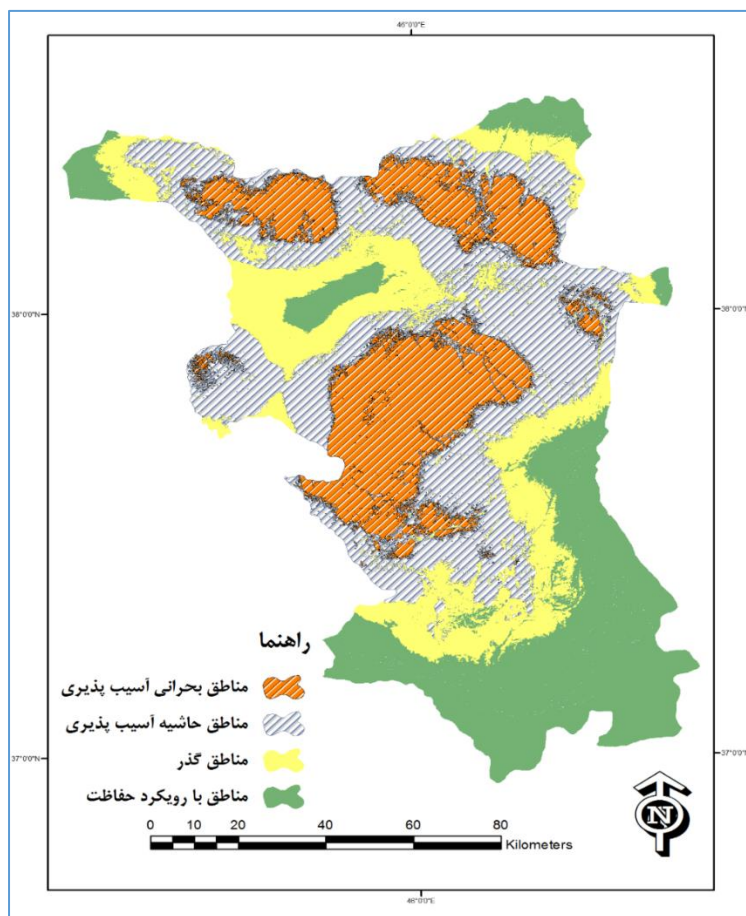 46°0'0"E
38°0'0"N
38°0'0"N
راهنما
مناطق بحرانی آسیب پذیری
مناطق حاشیه آسیب پذیری
مناطق گذر
مناطق با رویکرد حفاظت
37°0'0"N
37°0'0"N
0 10 20 40 60 80
Kilometers
N
46°0'0"E